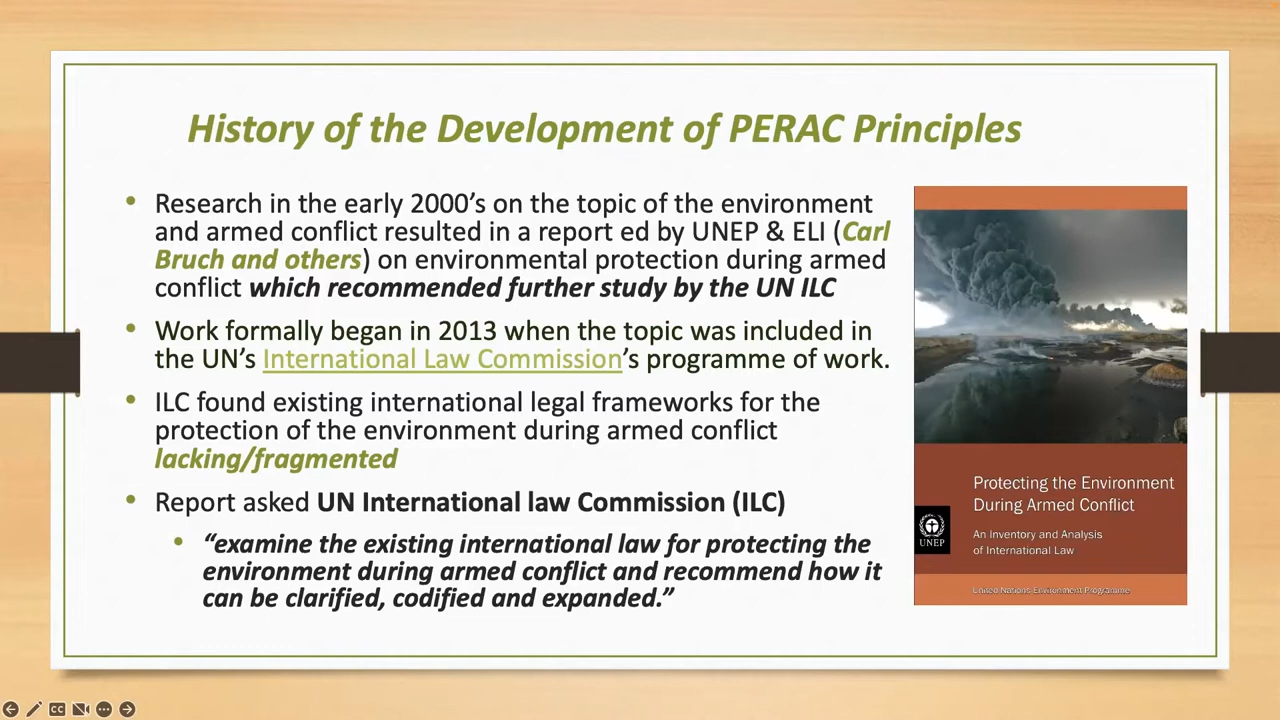 History of the Development of PERAC Principles
• Research in the early 2000’s on the topic of the environment
and armed conflict resulted in a report ed by UNEP & ELI (Carl
Bruch and others) on environmental protection during armed
conflict which recommended further study by the UN ILC
• Work formally began in 2013 when the topic was included in
the UN’s International Law Commission’s programme of work.
• ILC found existing international legal frameworks for the
protection of the environment during armed conflict
lacking/fragmented
• Report asked UN International law Commission (ILC)
• “examine the existing international law for protecting the
environment during armed conflict and recommend how it
can be clarified, codified and expanded.”
Protecting the Environment
During Armed Conflict
An Inventory and Analysis
of International Law
UNEP
United Nations Environment Programme
CC